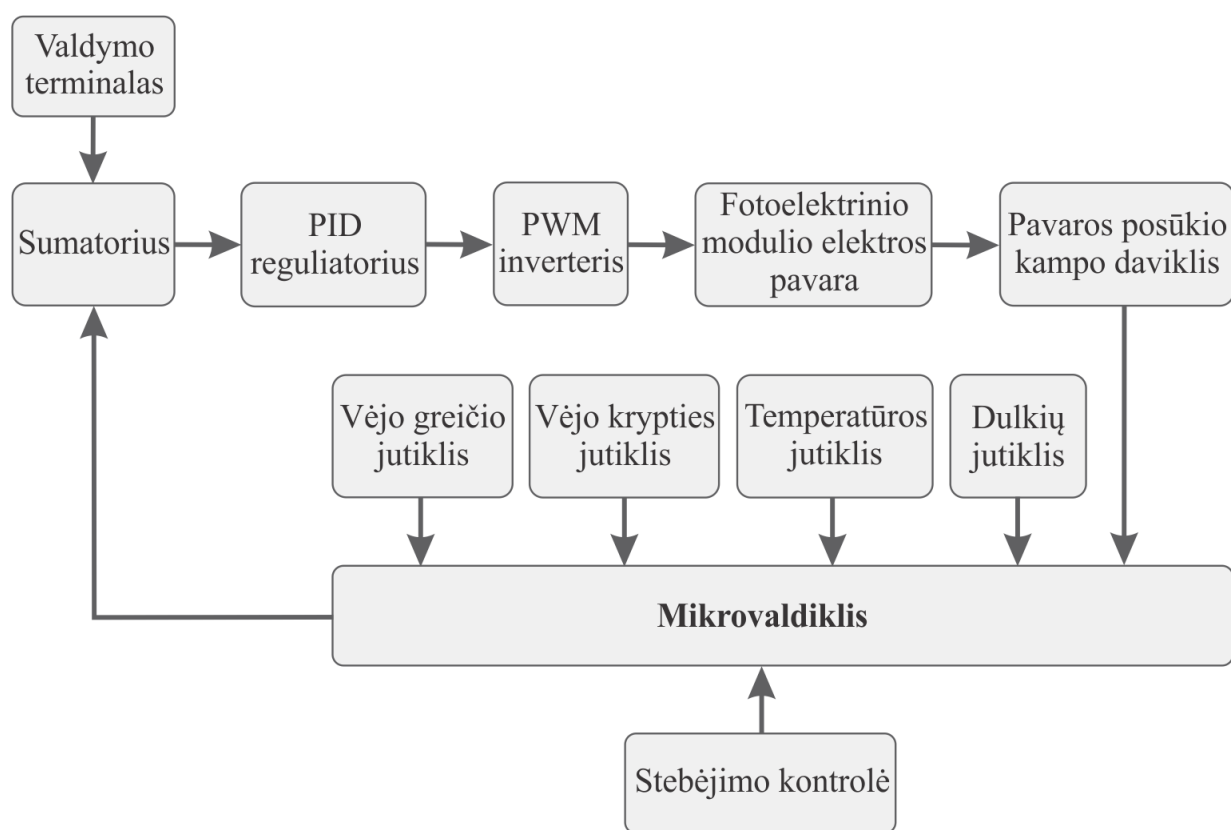 Valdymo
terminalas
Sumatorius
PID
reguliatorius
PWM
inverteris
Fotoelektrinio
modulio elektros
pavara
Pavaros posūkio
kampo daviklis
Vėjo greičio
jutiklis
Vėjo krypties
jutiklis
Temperatūros
jutiklis
Dulkių
jutiklis
Mikrovaldiklis
Stebėjimo kontrolė